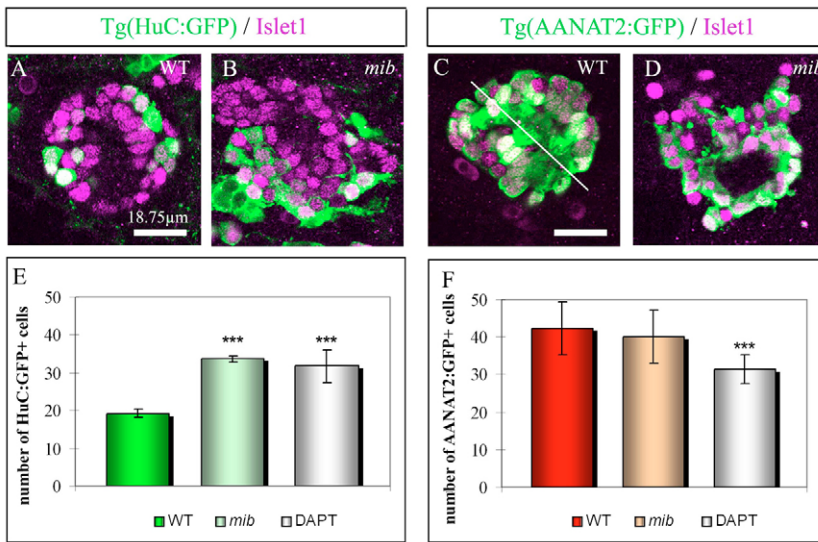 Tg(HuC:GFP) / Islet1
Tg(AANAT2:GFP) / Islet1
A WT
B mib
C WT
D mib
18.75µm
E
50
40
30
20
10
0
number of HuC:GFP+ cells
***
***
WT mib DAPT
F
50
40
30
20
10
0
number of AANAT2:GFP+ cells
***
WT mib DAPT